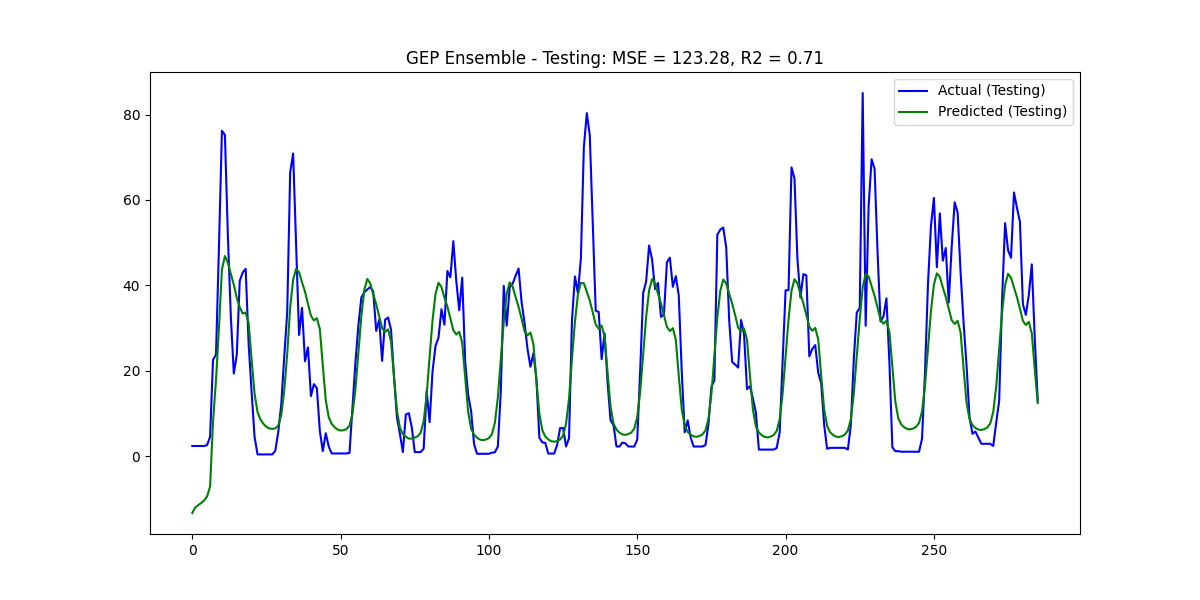 GEP Ensemble - Testing: MSE = 123.28, R2 = 0.71
Actual (Testing)
Predicted (Testing)
80
60
40
20
0
0 50 100 150 200 250